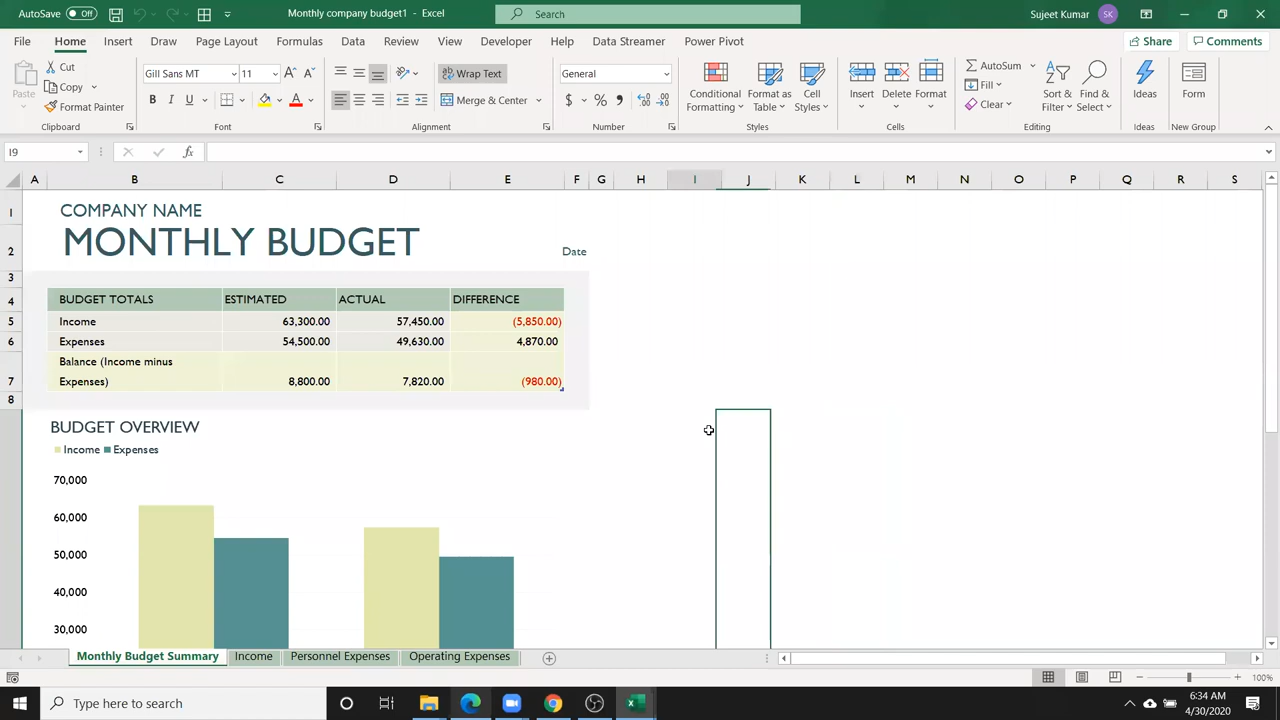 AutoSave Off
Monthly company budget1 - Excel
Search
Sujeet Kumar SK
File Home Insert Draw Page Layout Formulas Data Review View Developer Help Data Streamer Power Pivot
Share Comments
Paste
Cut
Copy
Format Painter
Clipboard
Gill Sans MT 11
B I U
Font
Wrap Text
Merge & Center
Alignment
General
$ % ,
Number
Conditional Formatting
Format as Table
Cell Styles
Styles
Insert Delete Format
Cells
AutoSum
Fill
Clear
Sort & Filter
Find & Select
Editing
Ideas
Ideas
Form
New Group
I9
fx
A B C D E F G H I J K L M N O P Q R S
1 COMPANY NAME
2 MONTHLY BUDGET Date
3
4 BUDGET TOTALS ESTIMATED ACTUAL DIFFERENCE
5 Income 63,300.00 57,450.00 (5,850.00)
6 Expenses 54,500.00 49,630.00 4,870.00
Balance (Income minus
7 Expenses) 8,800.00 7,820.00 (980.00)
8
BUDGET OVERVIEW
Income Expenses
70,000
60,000
50,000
40,000
30,000
Monthly Budget Summary Income Personnel Expenses Operating Expenses
100%
Type here to search
6:34 AM
4/30/2020